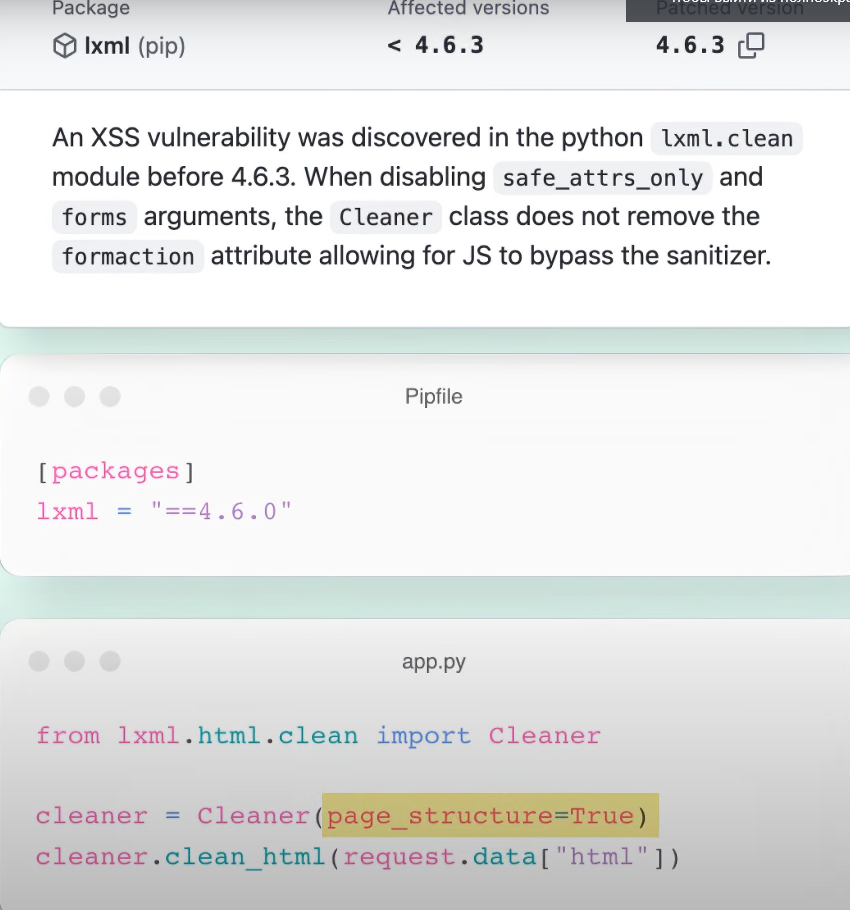 Package Affected versions Patched version
lxml (pip) < 4.6.3 4.6.3
An XSS vulnerability was discovered in the python lxml.clean
module before 4.6.3. When disabling safe_attrs_only and
forms arguments, the Cleaner class does not remove the
formaction attribute allowing for JS to bypass the sanitizer.
Pipfile
[packages]
lxml = "==4.6.0"
app.py
from lxml.html.clean import Cleaner
cleaner = Cleaner(page_structure=True)
cleaner.clean_html(request.data["html"])